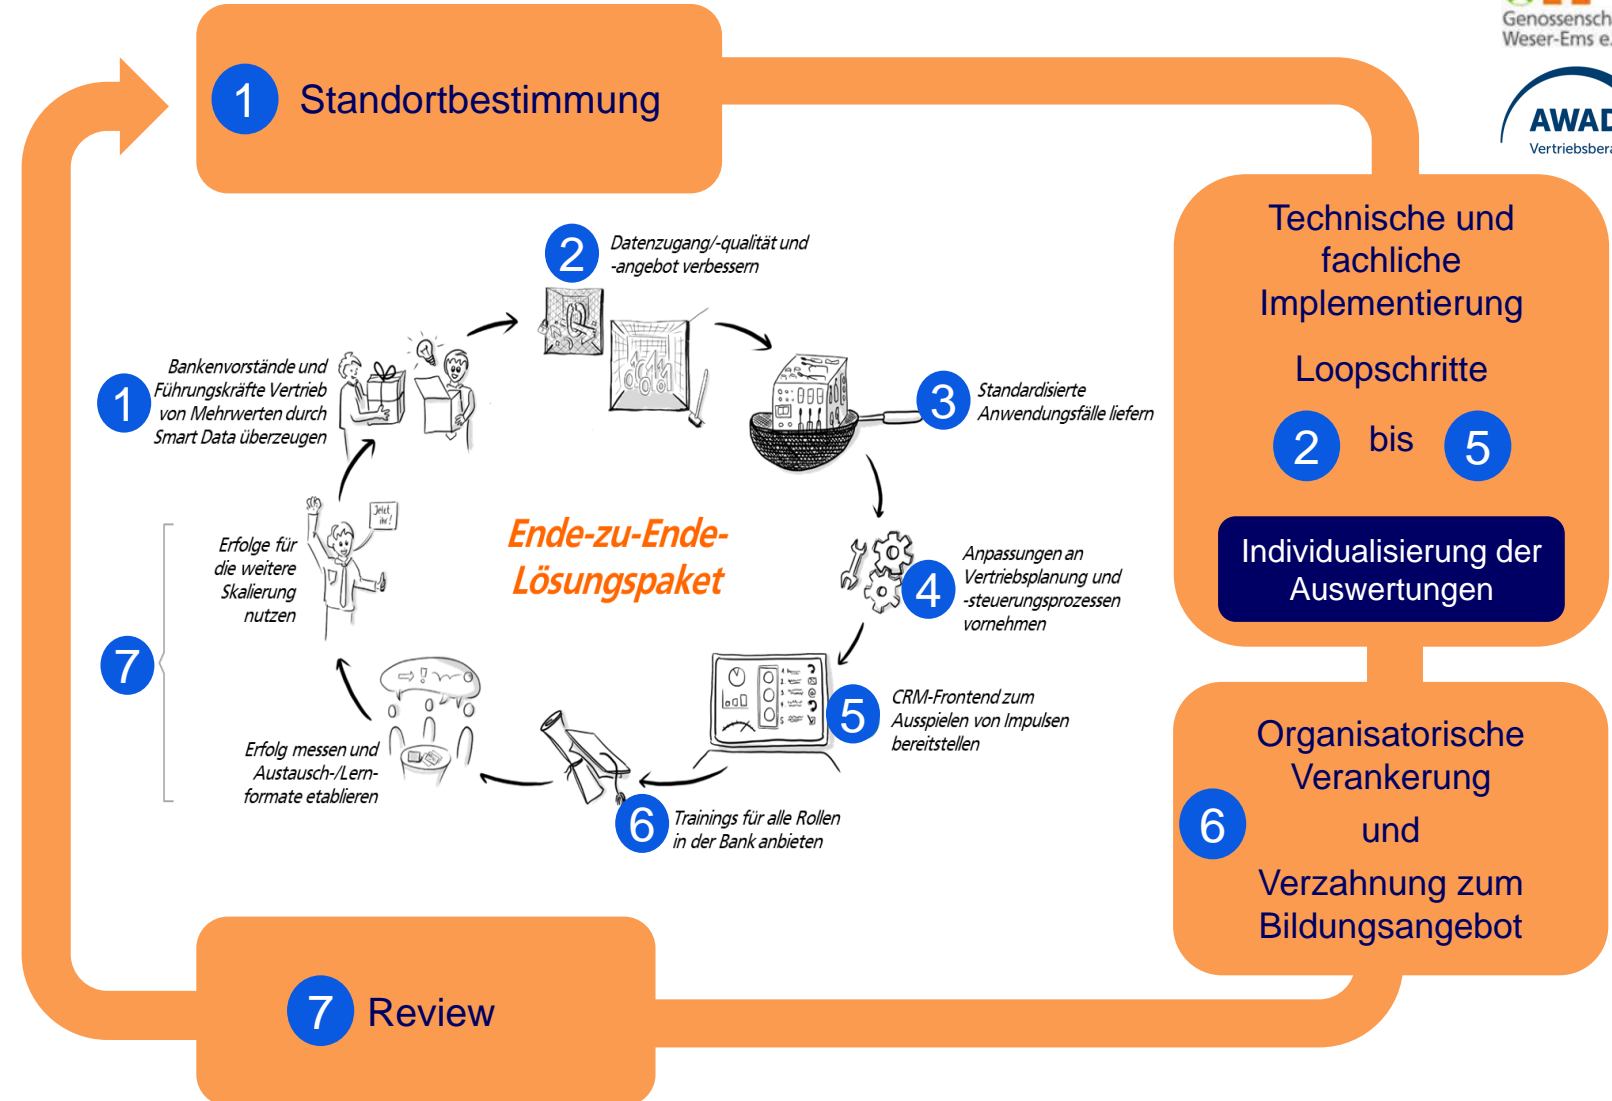 Genossensch
Weser-Ems e.
AWAD
Vertriebsbera
1 Standortbestimmung
2 Datenzugang/-qualität und
-angebot verbessern
1
Bankenvorstände und
Führungskräfte Vertrieb
von Mehrwerten durch
Smart Data überzeugen
3 Standardisierte
Anwendungsfälle liefern
Ende-zu-Ende-
Lösungspaket
Jetzt
ihr!
Erfolge für
die weitere
Skalierung
nutzen
4
Anpassungen an
Vertriebsplanung und
-steuerungsprozessen
vornehmen
7
5
CRM-Frontend zum
Ausspielen von Impulsen
bereitstellen
Erfolg messen und
Austausch-/Lern-
formate etablieren
6 Trainings für alle Rollen
in der Bank anbieten
Technische und
fachliche
Implementierung
Loopschritte
2 bis 5
Individualisierung der
Auswertungen
6
Organisatorische
Verankerung
und
Verzahnung zum
Bildungsangebot
7 Review